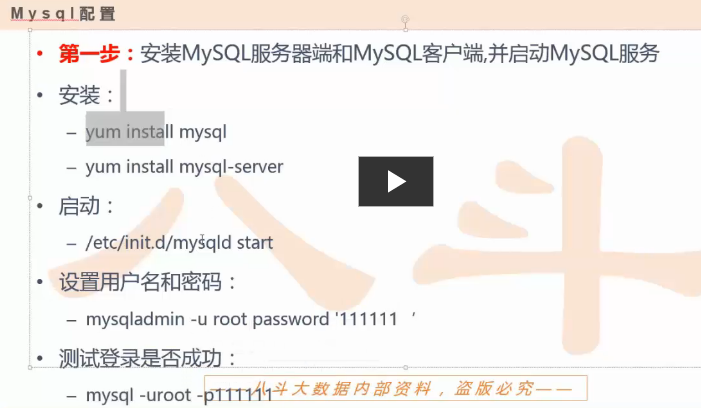 Mysql配置
• 第一步：安装MySQL服务器端和MySQL客户端,并启动MySQL服务
• 安装：
– yum install mysql
– yum install mysql-server
• 启动：
– /etc/init.d/mysqld start
• 设置用户名和密码：
– mysqladmin -u root password '111111 ‘
• 测试登录是否成功：
– mysql -uroot -p111111
——八斗大数据内部资料，盗版必究——
八斗